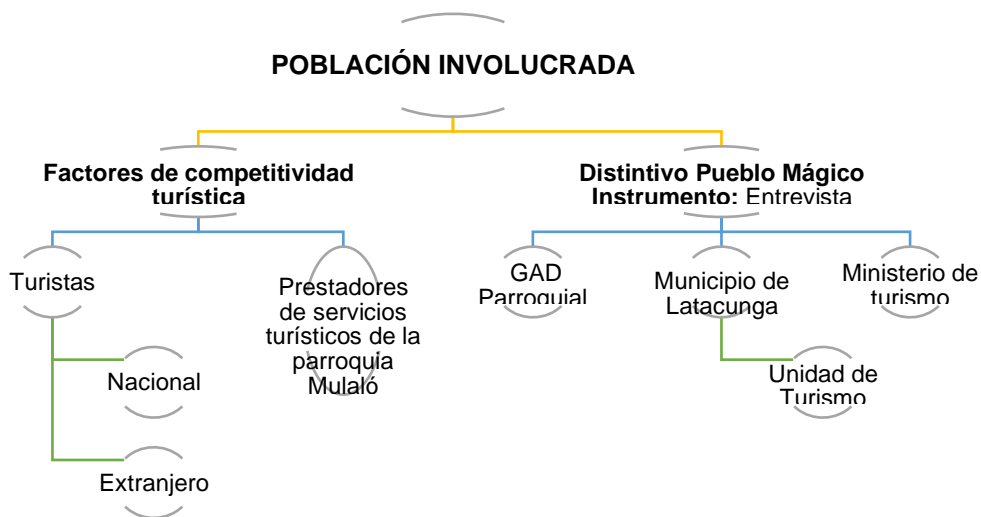 POBLACIÓN INVOLUCRADA
Factores de competitividad
turística
Distintivo Pueblo Mágico
Instrumento: Entrevista
Turistas
Prestadores
de servicios
turísticos de la
parroquia
Mulaló
Nacional
Extranjero
GAD
Parroquial
Municipio de
Latacunga
Unidad de
Turismo
Ministerio de
turismo